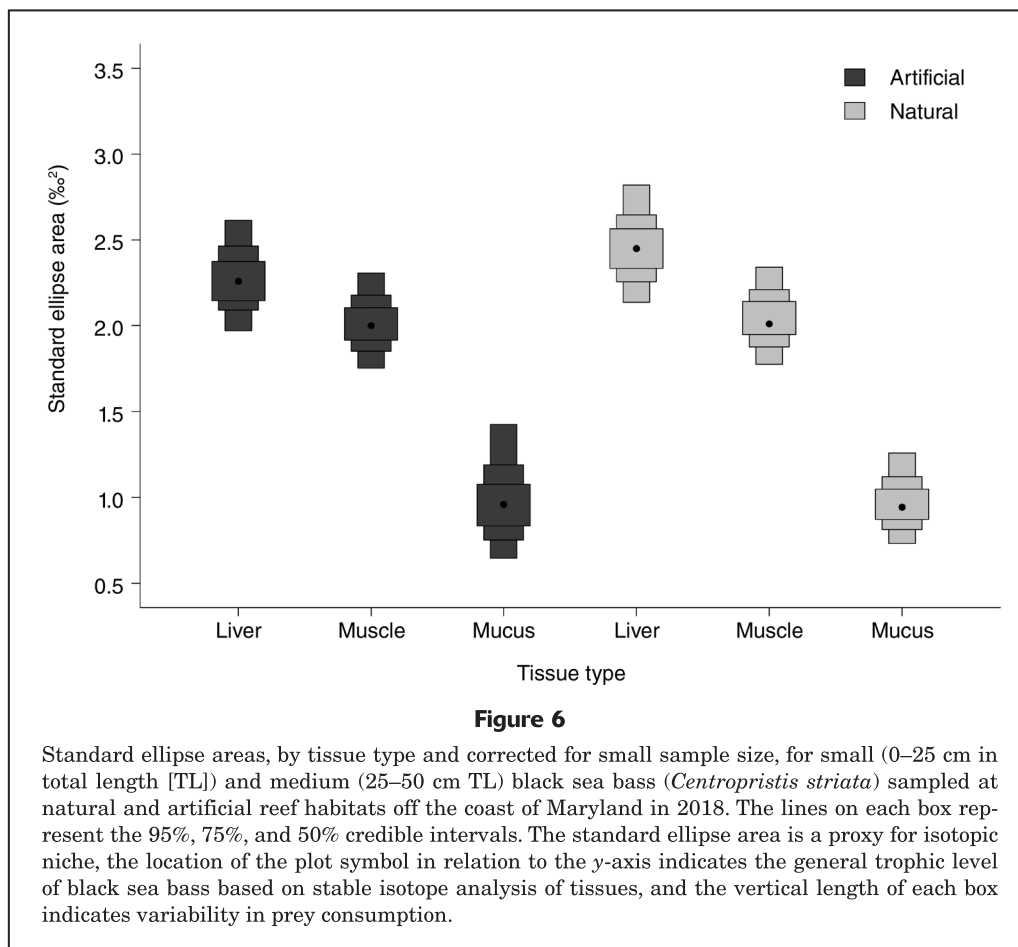 3.5
3.0
2.5
2.0
1.5
1.0
0.5
Standard ellipse area (‰²)
Artificial
Natural
Liver Muscle Mucus Liver Muscle Mucus
Tissue type
Figure 6
Standard ellipse areas, by tissue type and corrected for small sample size, for small (0–25 cm in
total length [TL]) and medium (25–50 cm TL) black sea bass (Centropristis striata) sampled at
natural and artificial reef habitats off the coast of Maryland in 2018. The lines on each box rep-
resent the 95%, 75%, and 50% credible intervals. The standard ellipse area is a proxy for isotopic
niche, the location of the plot symbol in relation to the y-axis indicates the general trophic level
of black sea bass based on stable isotope analysis of tissues, and the vertical length of each box
indicates variability in prey consumption.